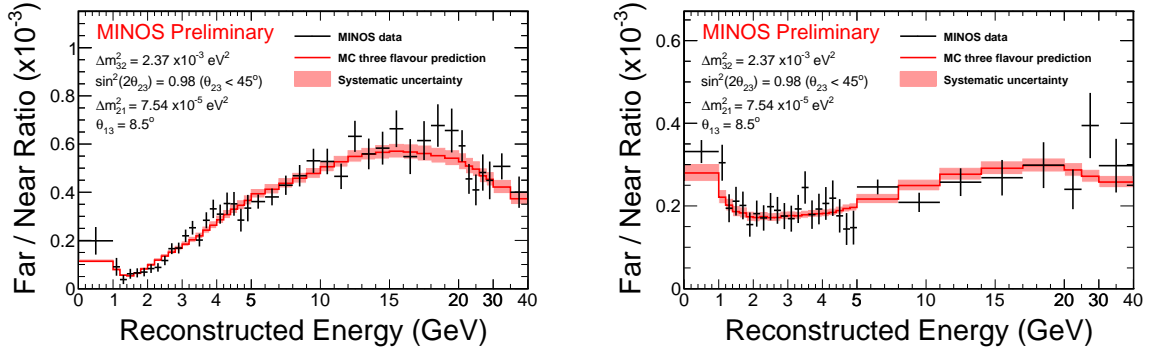 MINOS Preliminary
Δm²₃₂ = 2.37 x10⁻³ eV²
sin²(2θ₂₃) = 0.98 (θ₂₃ < 45°)
Δm²₂₁ = 7.54 x10⁻⁵ eV²
θ₁₃ = 8.5°
MINOS data
MC three flavour prediction
Systematic uncertainty
Far / Near Ratio (x10⁻³)
1
0.8
0.6
0.4
0.2
0
0 1 2 3 4 5 10 15 20 30 40
Reconstructed Energy (GeV)
MINOS Preliminary
Δm²₃₂ = 2.37 x10⁻³ eV²
sin²(2θ₂₃) = 0.98 (θ₂₃ < 45°)
Δm²₂₁ = 7.54 x10⁻⁵ eV²
θ₁₃ = 8.5°
MINOS data
MC three flavour prediction
Systematic uncertainty
Far / Near Ratio (x10⁻³)
0.6
0.4
0.2
0
0 1 2 3 4 5 10 15 20 30 40
Reconstructed Energy (GeV)